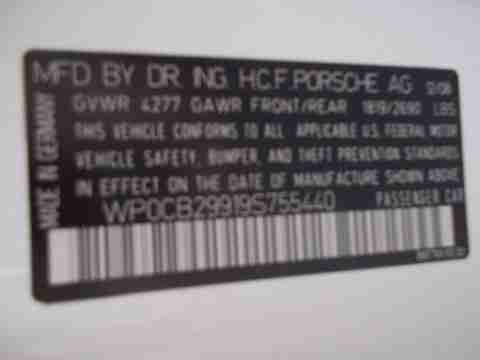 MFD BY DR. ING. H.C.F. PORSCHE AG 12/08
GVWR 4277 GAWR FRONT/REAR 1819/2690 LBS
THIS VEHICLE CONFORMS TO ALL APPLICABLE U.S. FEDERAL MOTOR
VEHICLE SAFETY, BUMPER, AND THEFT PREVENTION STANDARDS
IN EFFECT ON THE DATE OF MANUFACTURE SHOWN ABOVE
WP0CB29919S755440 PASSENGER CAR
MADE IN GERMANY